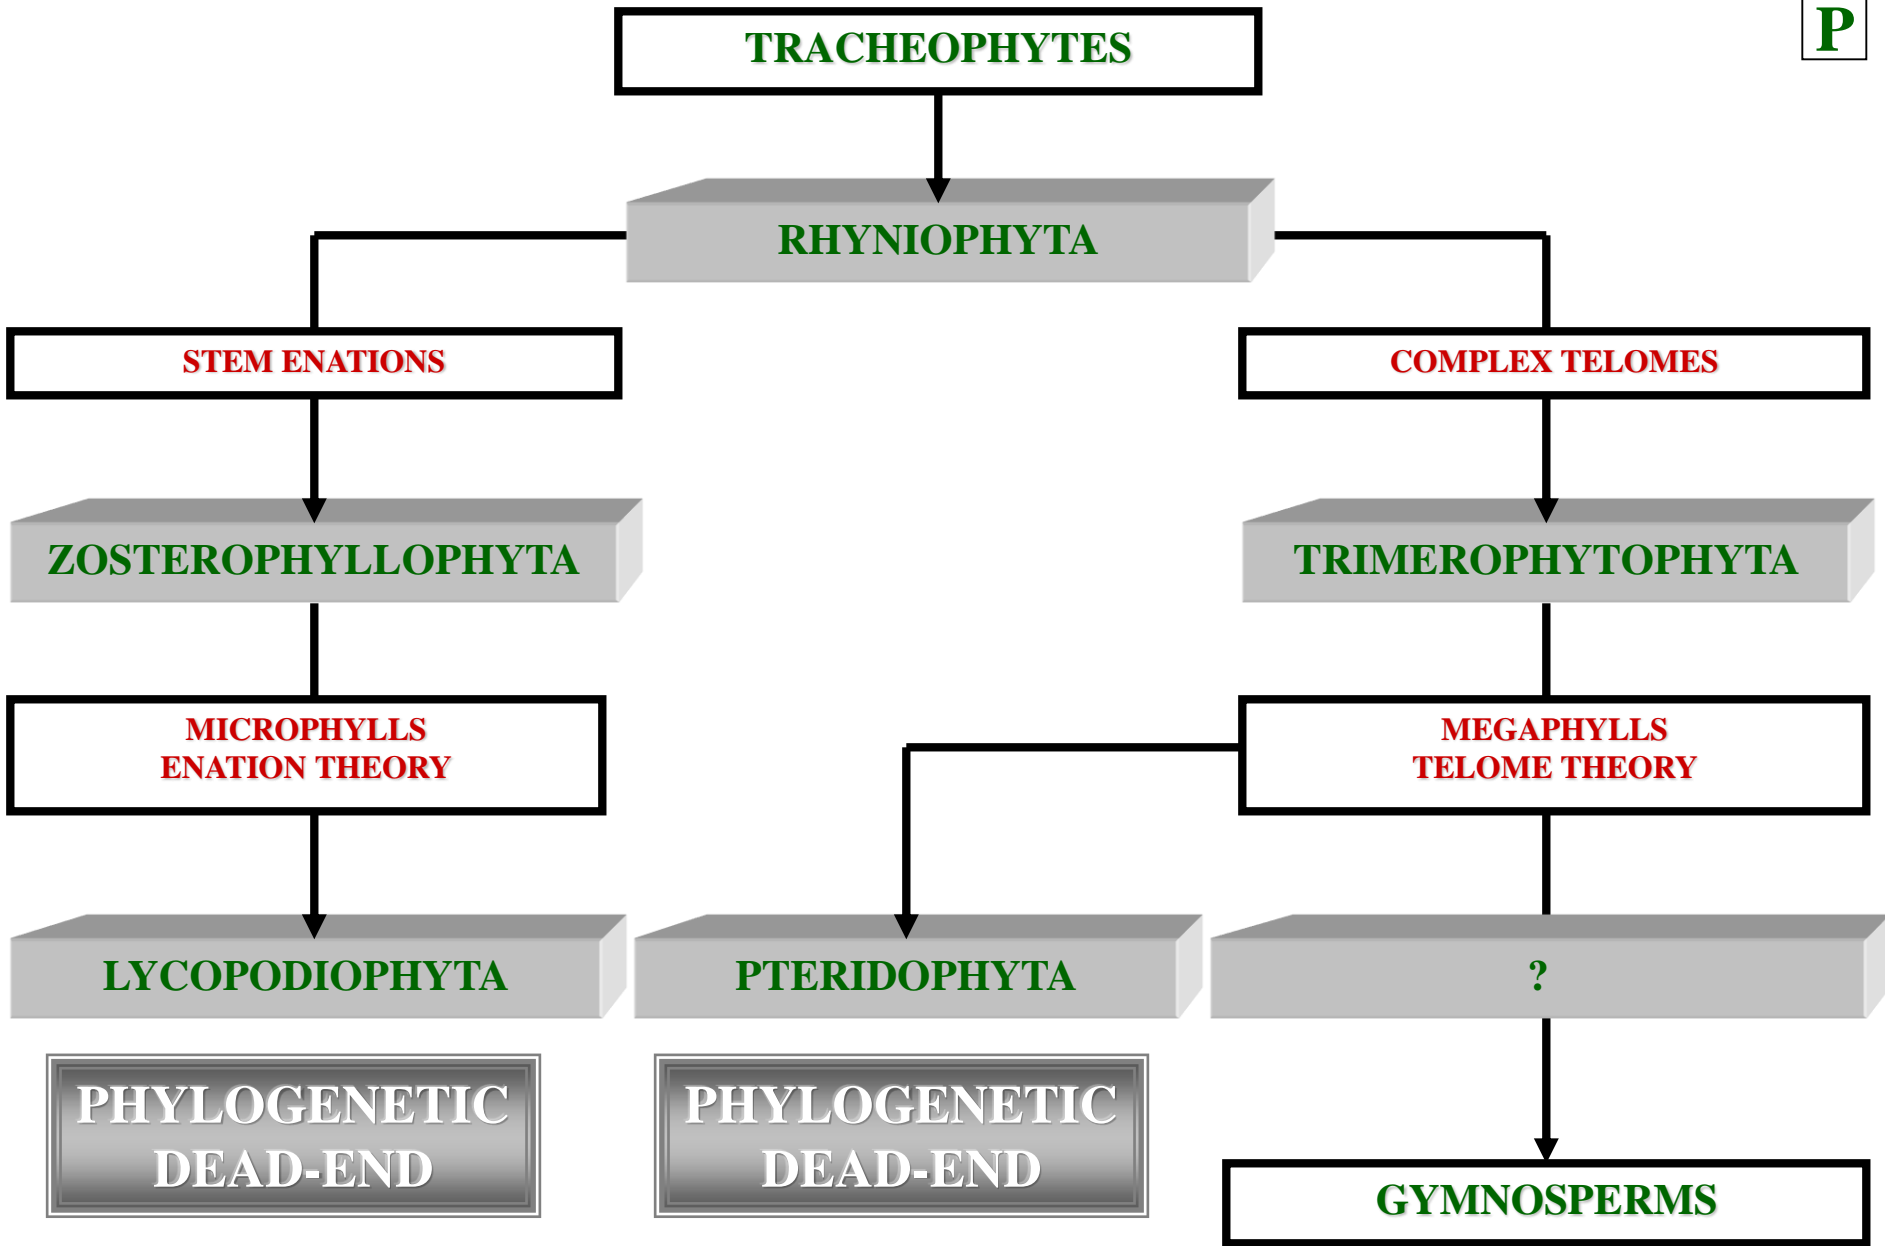 TRACHEOPHYTES
P
RHYNIOPHYTA
STEM ENATIONS
COMPLEX TELOMES
ZOSTEROPHYLLOPHYTA
TRIMEROPHYTOPHYTA
MICROPHYLLS
ENATION THEORY
MEGAPHYLLS
TELOME THEORY
LYCOPODIOPHYTA
PTERIDOPHYTA
?
PHYLOGENETIC
DEAD-END
PHYLOGENETIC
DEAD-END
GYMNOSPERMS